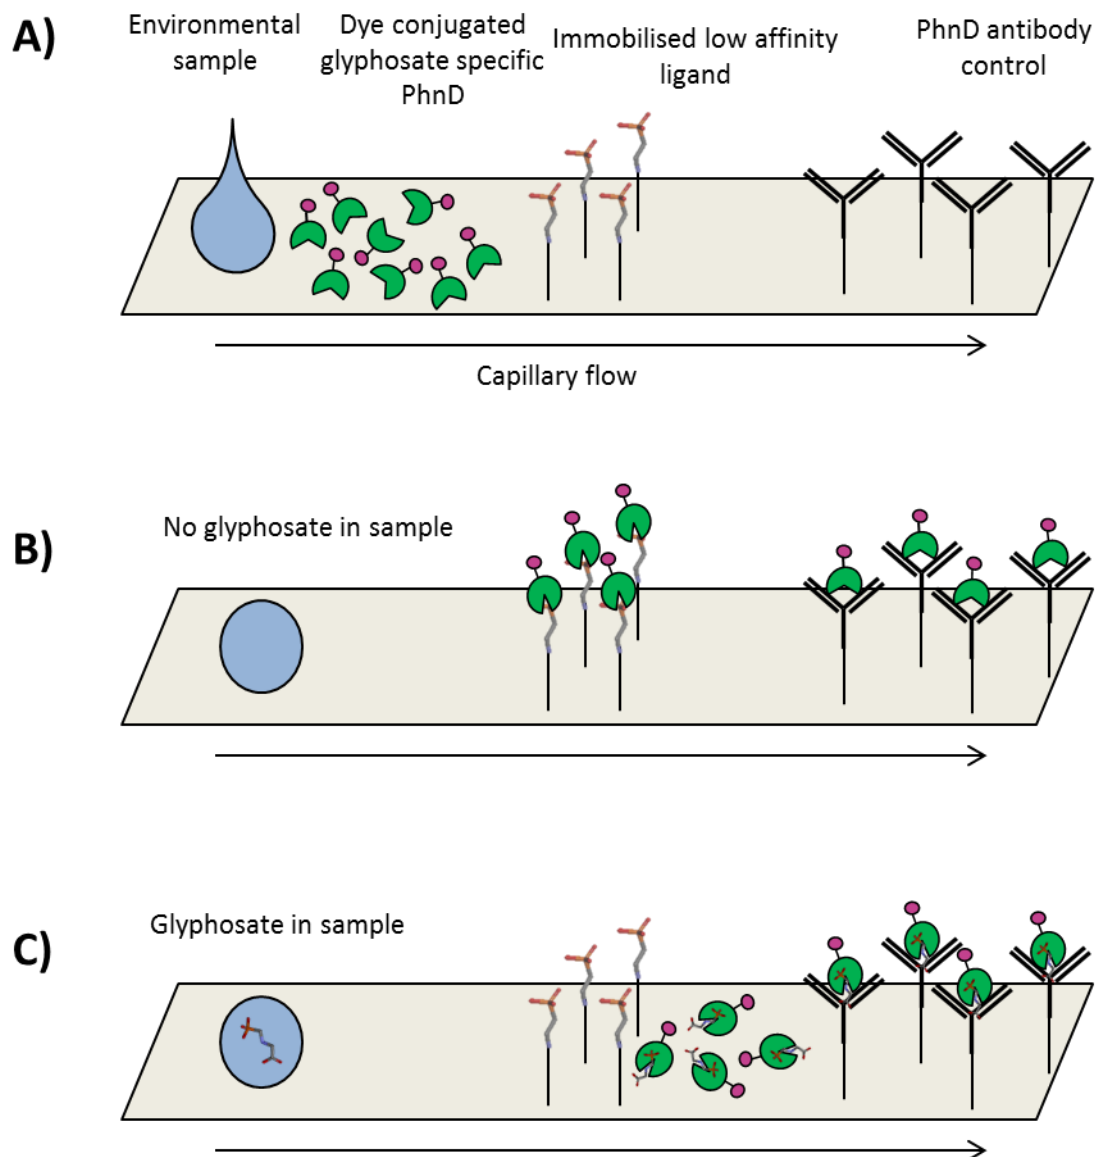 A)
Environmental
sample
Dye conjugated
glyphosate specific
PhnD
Immobilised low affinity
ligand
PhnD antibody
control
Capillary flow
B)
No glyphosate in sample
C)
Glyphosate in sample